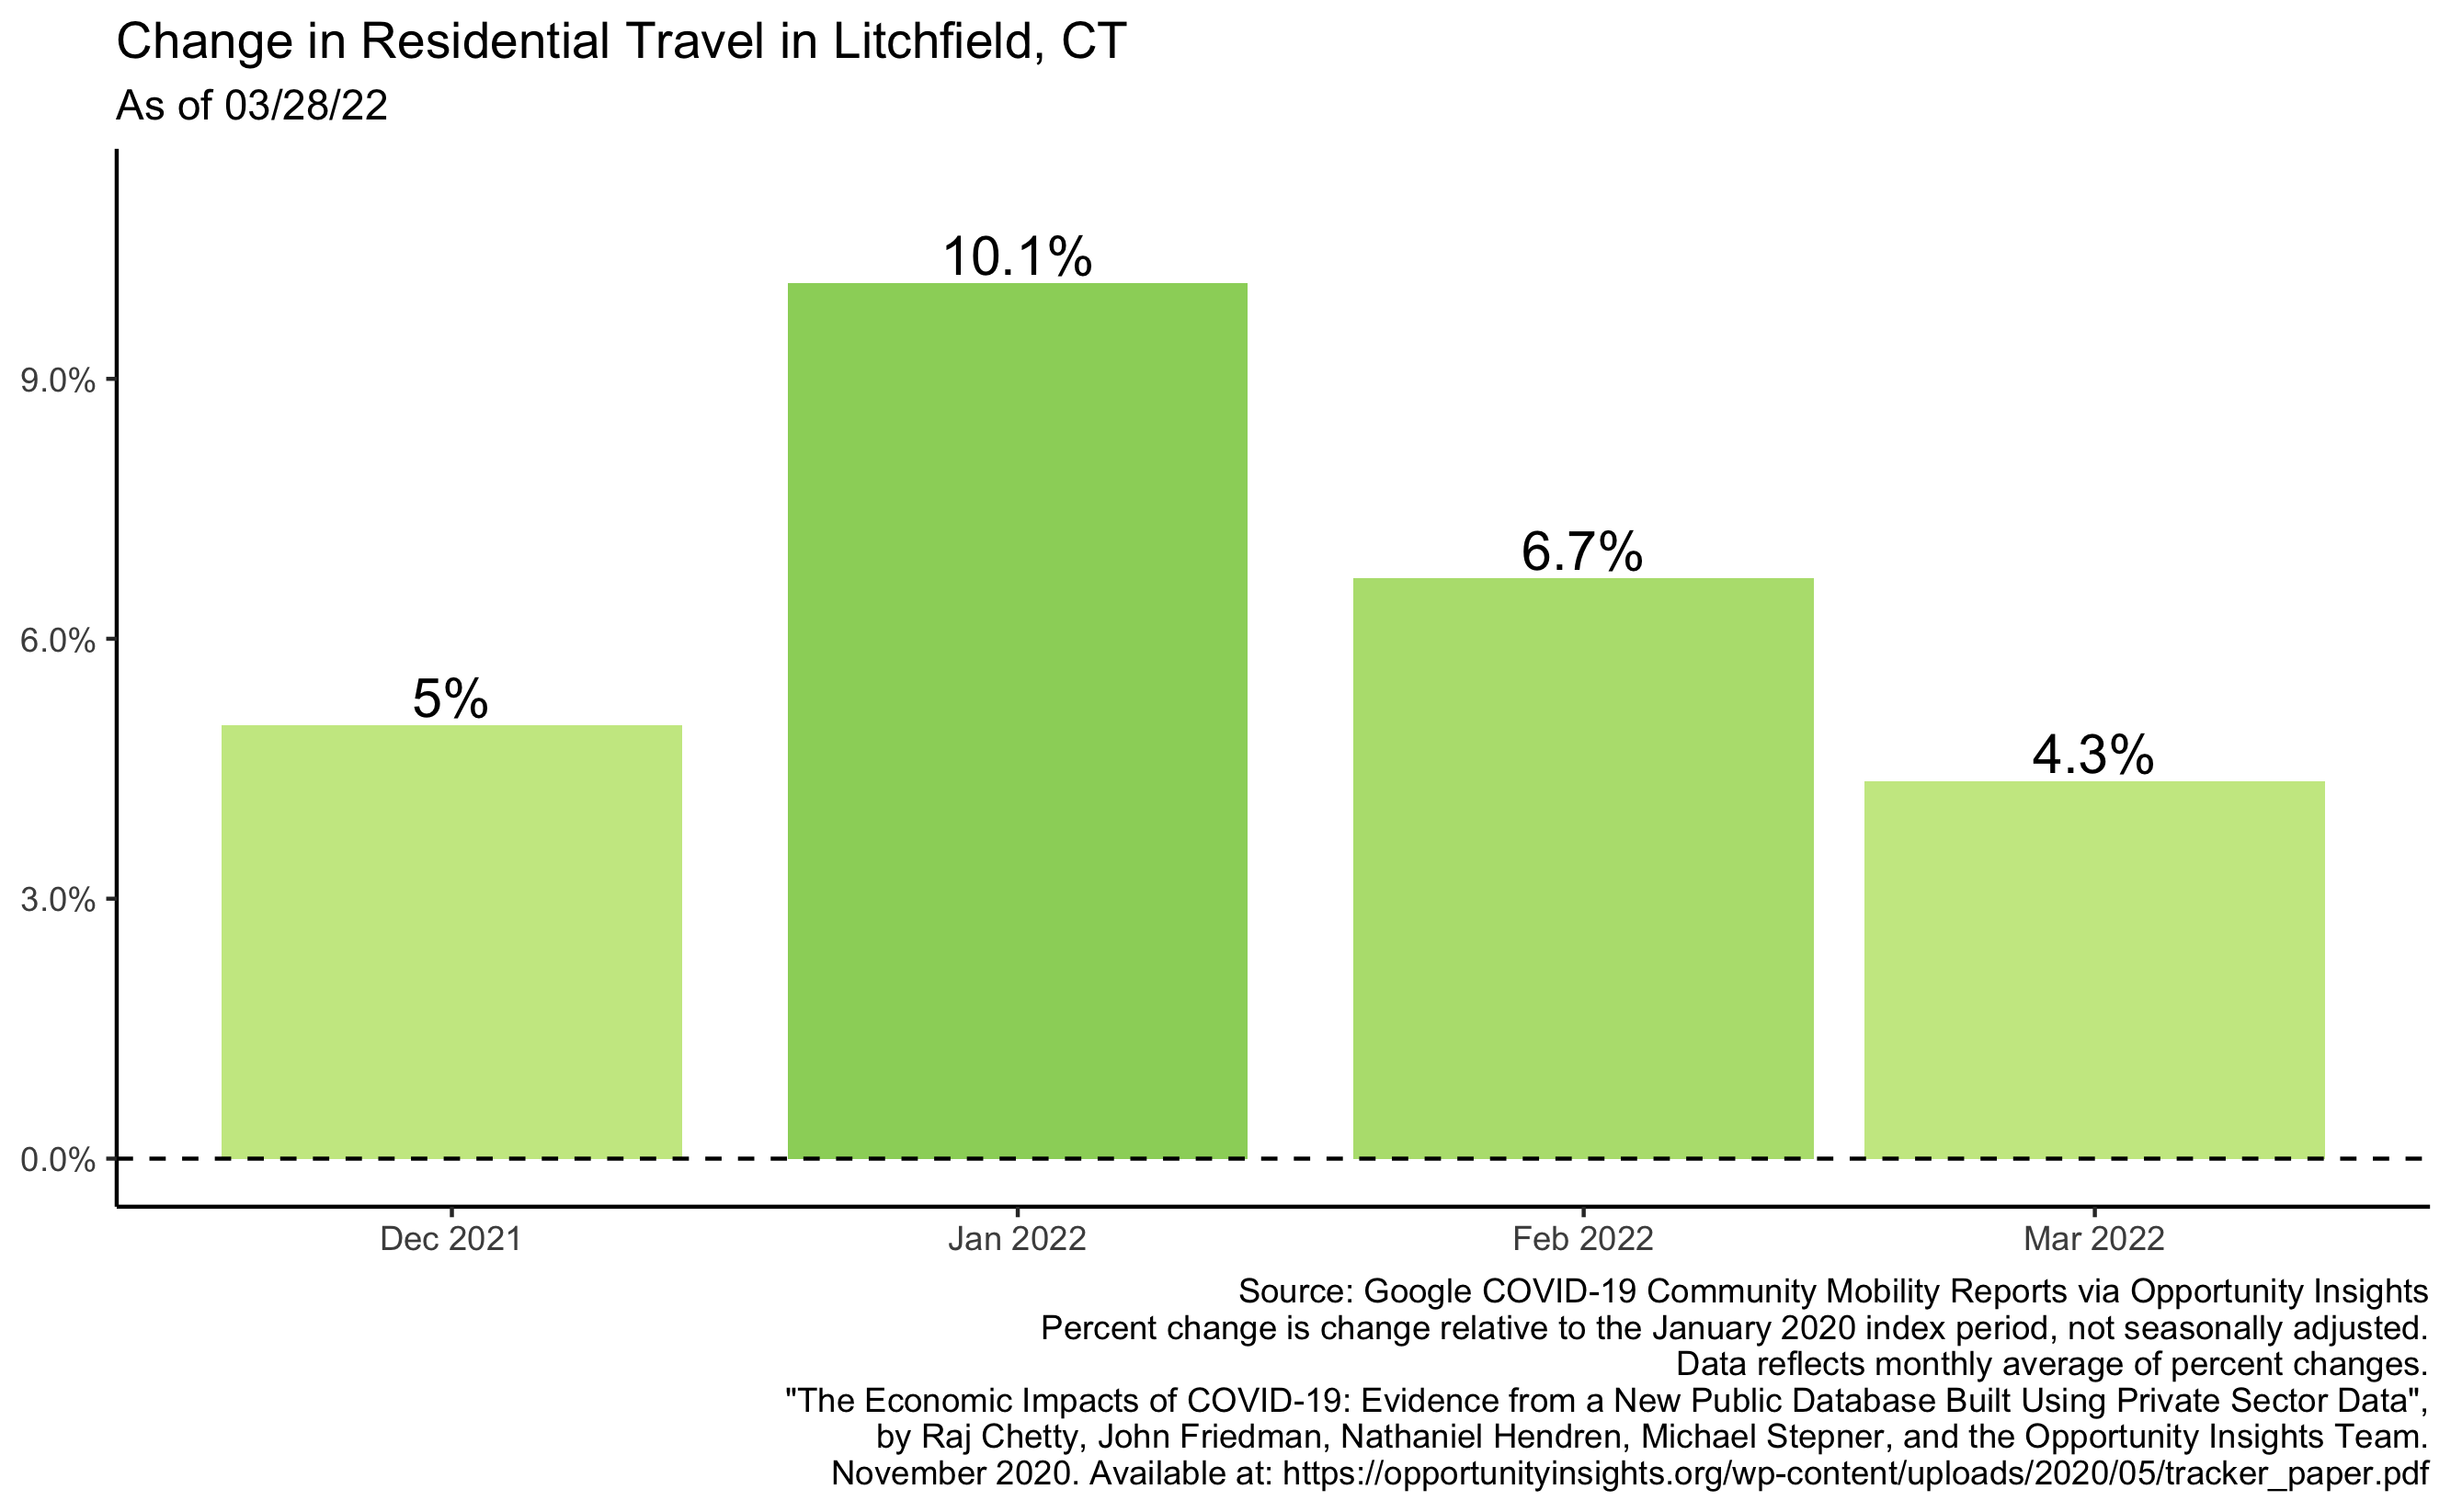 Change in Residential Travel in Litchfield, CT
As of 03/28/22
10.1%
9.0%
6.7%
6.0%
5%
4.3%
3.0%
0.0%
Dec 2021
Jan 2022
Feb 2022
Mar 2022
Source: Google COVID-19 Community Mobility Reports via Opportunity Insights
Percent change is change relative to the January 2020 index period, not seasonally adjusted.
Data reflects monthly average of percent changes.
"The Economic Impacts of COVID-19: Evidence from a New Public Database Built Using Private Sector Data",
by Raj Chetty, John Friedman, Nathaniel Hendren, Michael Stepner, and the Opportunity Insights Team.
November 2020. Available at: https://opportunityinsights.org/wp-content/uploads/2020/05/tracker_paper.pdf